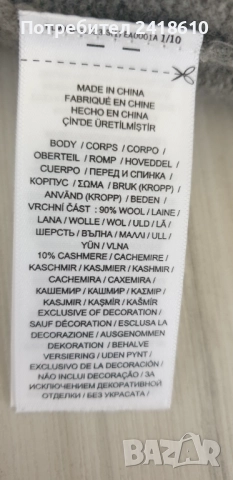 Потребител 2418610
MADE IN CHINA
FABRIQUÉ EN CHINE
HECHO EN CHINA
ÇİN'DE ÜRETİLMİŞTİR
BODY / CORPS / CORPO /
OBERTEIL / ROMP / HOVEDDEL /
CUERPO / ПЕРЕД И СПИНКА /
КОРПУС / ΣΩΜΑ / BRUK (KROPP) /
ANVÄND (KROPP) / BEDEN /
VRCHNÍ ČÁST : 90% WOOL / LAINE /
LANA / WOLLE / WOL / ULD / LÃ /
ШЕРСТЬ / ВЪЛНА / ΜΑΛΛΙ / ULL /
YÜN / VLNA
10% CASHMERE / CACHEMIRE /
KASCHMIR / KASJMIER / KASHMIR /
CACHEMIRA / CAXEMIRA /
КАШЕМИР / КАШМИР / ΚΑΣΜΙΡ /
KASJMIR / KAŞMİR / KAŠMÍR
EXCLUSIVE OF DECORATION /
SAUF DÉCORATION / ESCLUSA LA
DECORAZIONE / AUSGENOMMEN
DEKORATION / BEHALVE
VERSIERING / UDEN PYNT /
EXCLUSIVO DE LA DECORACIÓN /
NÃO INCLUI DECORAÇÃO / ЗА
ИСКЛЮЧЕНИЕМ ДЕКОРАТИВНОЙ
ОТДЕЛКИ / БЕЗ УКРАСАТА /
bazar